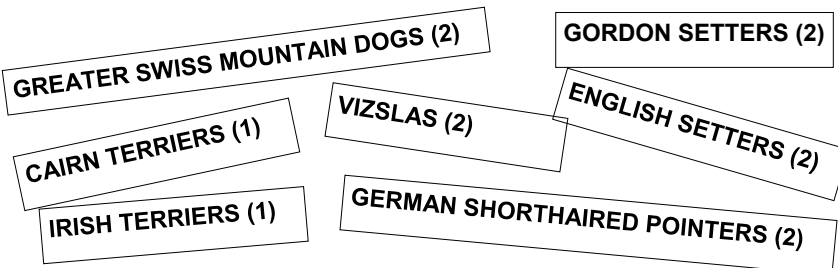 GREATER SWISS MOUNTAIN DOGS (2)
GORDON SETTERS (2)
CAIRN TERRIERS (1)
VIZSLAS (2)
ENGLISH SETTERS (2)
IRISH TERRIERS (1)
GERMAN SHORTHAIRED POINTERS (2)